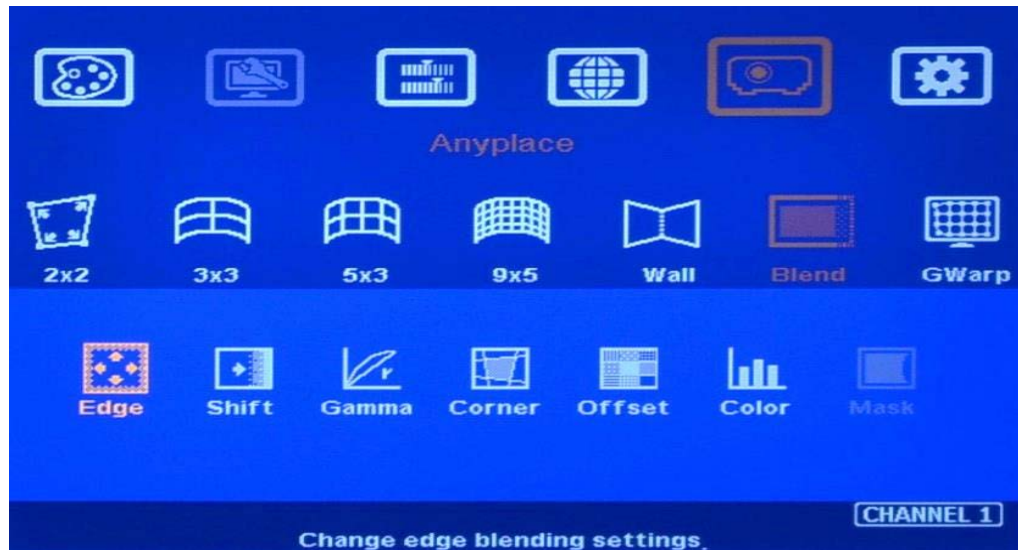 Anyplace
2x2 3x3 5x3 9x5 Wall Blend GWarp
Edge Shift Gamma Corner Offset Color Mask
CHANNEL 1
Change edge blending settings.